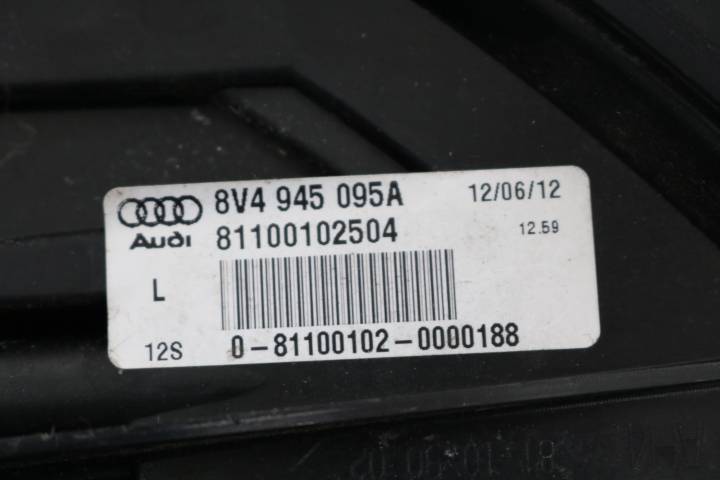 8V4 945 095A 12/06/12
Audi 81100102504 12.59
L
12S 0-81100102-0000188